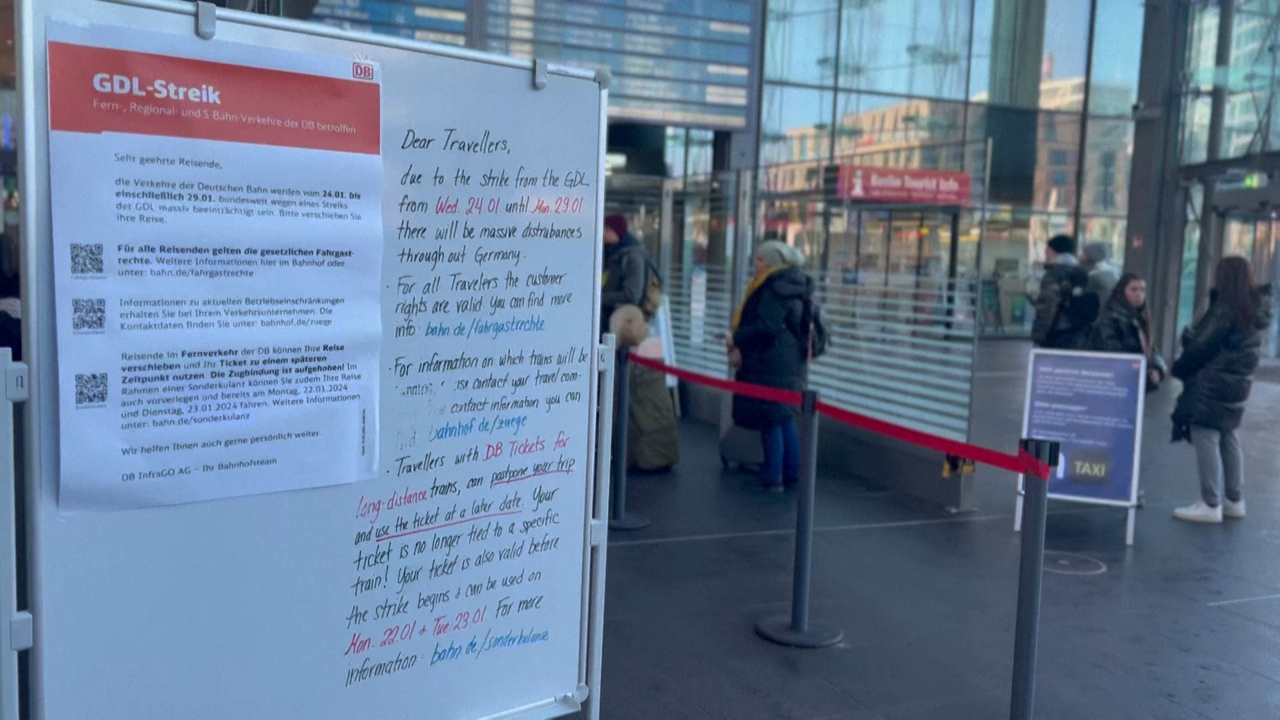 DB
GDL-Streik
Fern-, Regional- und S-Bahn-Verkehre der DB betroffen
Sehr geehrte Reisende,
die Verkehre der Deutschen Bahn werden vom 24.01. bis
einschließlich 29.01. bundesweit wegen eines Streiks
der GDL massiv beeinträchtigt sein. Bitte verschieben Sie
ihre Reise.
Für alle Reisenden gelten die gesetzlichen Fahrgast-
rechte. Weitere Informationen hier im Bahnhof oder
unter: bahn.de/fahrgastrechte
Informationen zu aktuellen Betriebseinschränkungen
erhalten Sie bei Ihrem Verkehrsunternehmen. Die
Kontaktdaten finden Sie unter: bahnhof.de/zuege
Reisende im Fernverkehr der DB können Ihre Reise
verschieben und Ihr Ticket zu einem späteren
Zeitpunkt nutzen. Die Zugbindung ist aufgehoben! Im
Rahmen einer Sonderkulanz können Sie zudem Ihre Reise
auch vorverlegen und bereits am Montag, 22.01.2024
und Dienstag, 23.01.2024 fahren. Weitere Informationen
unter: bahn.de/sonderkulanz
Wir helfen Ihnen auch gerne persönlich weiter.
DB InfraGO AG – Ihr Bahnhofsteam
Dear Travellers,
due to the strike from the GDL
from Wed. 24.01 until Mon. 29.01
there will be massive distrubances
through out Germany.
· For all Travelers the customer
rights are valid. You can find more
info: bahn.de/fahrgastrechte
· For information on which trains will be
use contact your travel com-
contact information you can
bahnhof.de/zuege
· Travellers with DB Tickets for
long-distance trains, can postpone your trip
and use the ticket at a later date. Your
ticket is no longer tied to a specific
train! Your ticket is also valid before
the strike begins & can be used on
Mon. 22.01 + Tue 23.01. For more
information: bahn.de/sonderkulanz
i Berlin Tourist Info
TAXI